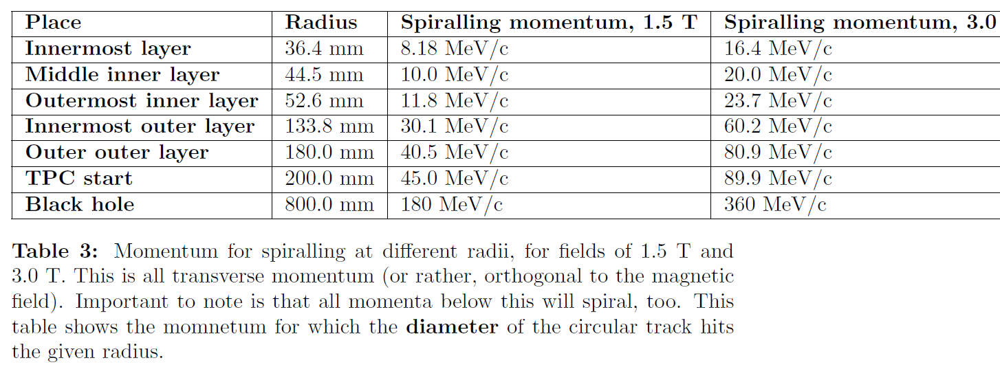 Place Radius Spiralling momentum, 1.5 T Spiralling momentum, 3.0
Innermost layer 36.4 mm 8.18 MeV/c 16.4 MeV/c
Middle inner layer 44.5 mm 10.0 MeV/c 20.0 MeV/c
Outermost inner layer 52.6 mm 11.8 MeV/c 23.7 MeV/c
Innermost outer layer 133.8 mm 30.1 MeV/c 60.2 MeV/c
Outer outer layer 180.0 mm 40.5 MeV/c 80.9 MeV/c
TPC start 200.0 mm 45.0 MeV/c 89.9 MeV/c
Black hole 800.0 mm 180 MeV/c 360 MeV/c
Table 3: Momentum for spiralling at different radii, for fields of 1.5 T and
3.0 T. This is all transverse momentum (or rather, orthogonal to the magnetic
field). Important to note is that all momenta below this will spiral, too. This
table shows the momnetum for which the diameter of the circular track hits
the given radius.